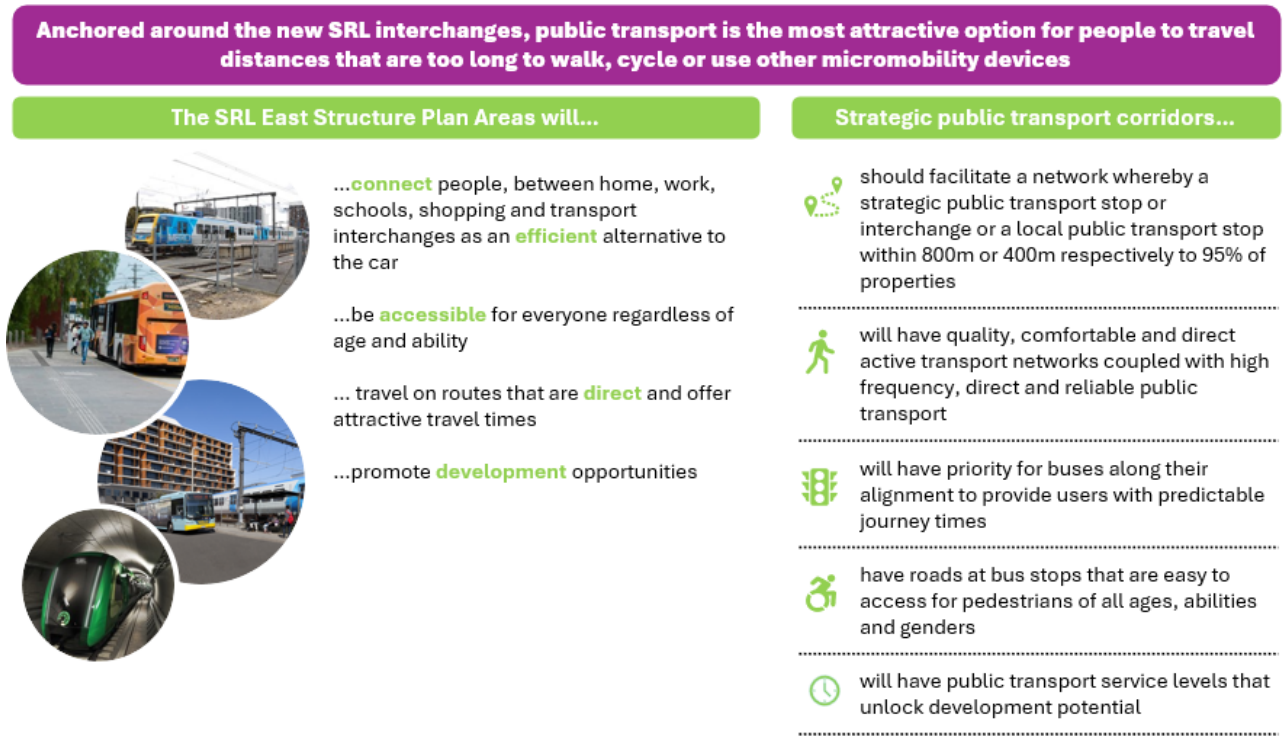 Anchored around the new SRL interchanges, public transport is the most attractive option for people to travel
distances that are too long to walk, cycle or use other micromobility devices
The SRL East Structure Plan Areas will...
...connect people, between home, work,
schools, shopping and transport
interchanges as an efficient alternative to
the car
...be accessible for everyone regardless of
age and ability
... travel on routes that are direct and offer
attractive travel times
...promote development opportunities
Strategic public transport corridors...
should facilitate a network whereby a
strategic public transport stop or
interchange or a local public transport stop
within 800m or 400m respectively to 95% of
properties
will have quality, comfortable and direct
active transport networks coupled with high
frequency, direct and reliable public
transport
will have priority for buses along their
alignment to provide users with predictable
journey times
have roads at bus stops that are easy to
access for pedestrians of all ages, abilities
and genders
will have public transport service levels that
unlock development potential